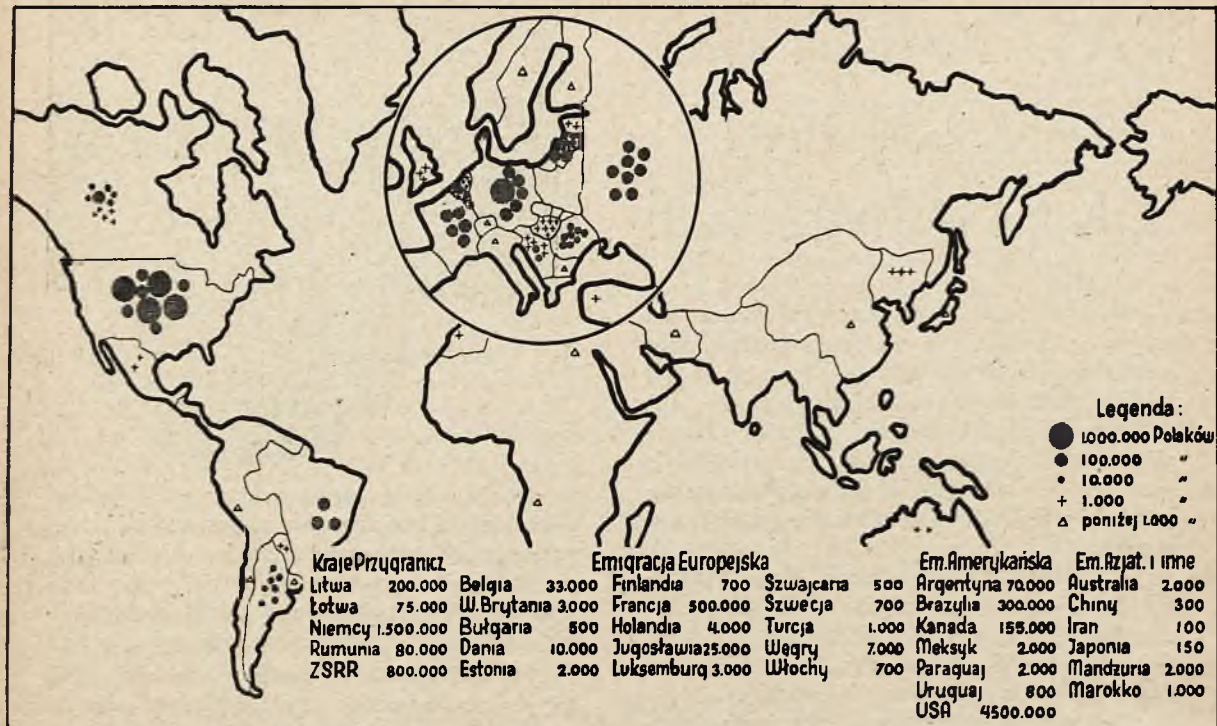 Legenda :
1.000.000 Polaków
100.000 "
10.000 "
1.000 "
poniżej 1.000 "
Kraje Przygranicz
Litwa 200.000
Łotwa 75.000
Niemcy 1.500.000
Rumunia 80.000
ZSRR 800.000
Emigracja Europejska
Belgia 33.000
W.Brytania 3.000
Bułgaria 500
Dania 10.000
Estonia 2.000
Finlandia 700
Francja 500.000
Holandia 4.000
Jugosławia 25.000
Luksemburg 3.000
Szwajcaria 500
Szwecja 700
Turcja 1.000
Węgry 7.000
Włochy 700
Em.Amerykańska
Argentyna 70.000
Brazylia 300.000
Kanada 155.000
Meksyk 2.000
Paraguaj 2.000
Uruguaj 800
USA 4500.000
Em.Azjat. i inne
Australia 2.000
Chiny 300
Iran 100
Japonia 150
Mandżuria 2.000
Marokko 1.000